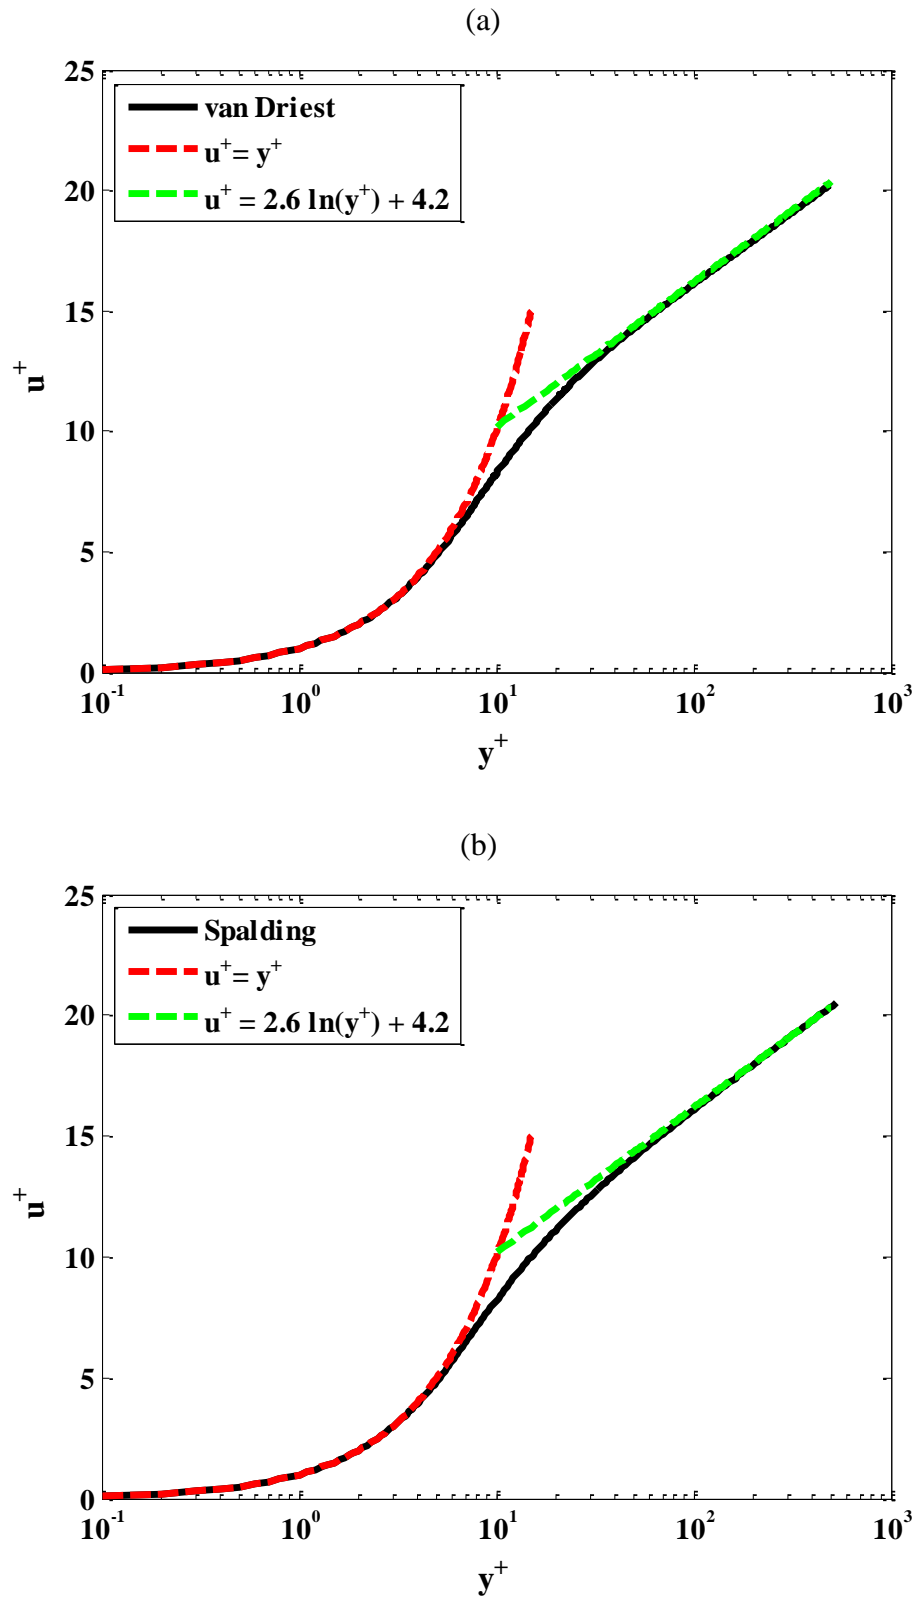 (a)
25
20
15
10
5
0
u⁺
van Driest
u⁺= y⁺
u⁺ = 2.6 ln(y⁺) + 4.2
10⁻¹ 10⁰ 10¹ 10² 10³
y⁺
(b)
25
20
15
10
5
0
u⁺
Spalding
u⁺= y⁺
u⁺ = 2.6 ln(y⁺) + 4.2
10⁻¹ 10⁰ 10¹ 10² 10³
y⁺